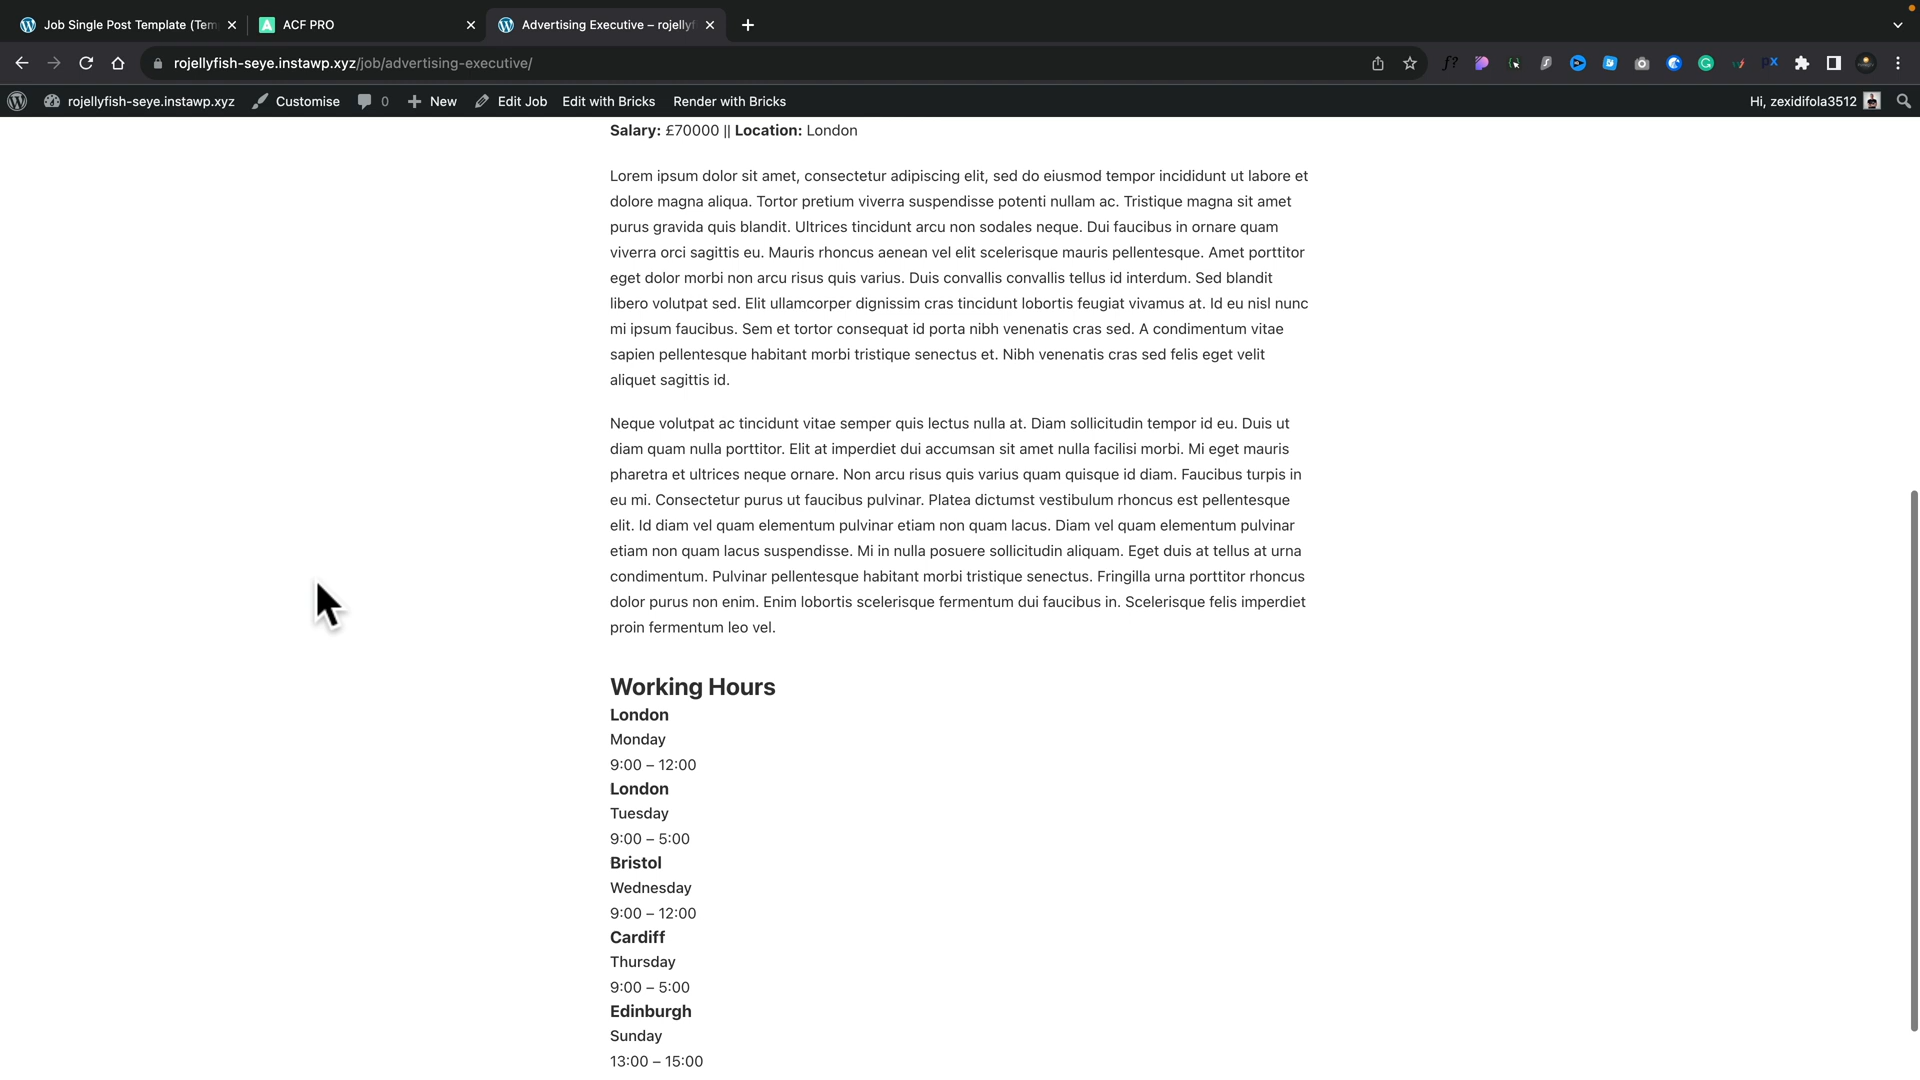 Job Single Post Template (Tem
ACF PRO
Advertising Executive – rojellyf
rojellyfish-seye.instawp.xyz/job/advertising-executive/
rojellyfish-seye.instawp.xyz
Customise
0
New
Edit Job
Edit with Bricks
Render with Bricks
Hi, zexidifola3512
Salary: £70000 || Location: London
Lorem ipsum dolor sit amet, consectetur adipiscing elit, sed do eiusmod tempor incididunt ut labore et
dolore magna aliqua. Tortor pretium viverra suspendisse potenti nullam ac. Tristique magna sit amet
purus gravida quis blandit. Ultrices tincidunt arcu non sodales neque. Dui faucibus in ornare quam
viverra orci sagittis eu. Mauris rhoncus aenean vel elit scelerisque mauris pellentesque. Amet porttitor
eget dolor morbi non arcu risus quis varius. Duis convallis convallis tellus id interdum. Sed blandit
libero volutpat sed. Elit ullamcorper dignissim cras tincidunt lobortis feugiat vivamus at. Id eu nisl nunc
mi ipsum faucibus. Sem et tortor consequat id porta nibh venenatis cras sed. A condimentum vitae
sapien pellentesque habitant morbi tristique senectus et. Nibh venenatis cras sed felis eget velit
aliquet sagittis id.
Neque volutpat ac tincidunt vitae semper quis lectus nulla at. Diam sollicitudin tempor id eu. Duis ut
diam quam nulla porttitor. Elit at imperdiet dui accumsan sit amet nulla facilisi morbi. Mi eget mauris
pharetra et ultrices neque ornare. Non arcu risus quis varius quam quisque id diam. Faucibus turpis in
eu mi. Consectetur purus ut faucibus pulvinar. Platea dictumst vestibulum rhoncus est pellentesque
elit. Id diam vel quam elementum pulvinar etiam non quam lacus. Diam vel quam elementum pulvinar
etiam non quam lacus suspendisse. Mi in nulla posuere sollicitudin aliquam. Eget duis at tellus at urna
condimentum. Pulvinar pellentesque habitant morbi tristique senectus. Fringilla urna porttitor rhoncus
dolor purus non enim. Enim lobortis scelerisque fermentum dui faucibus in. Scelerisque felis imperdiet
proin fermentum leo vel.
Working Hours
London
Monday
9:00 – 12:00
London
Tuesday
9:00 – 5:00
Bristol
Wednesday
9:00 – 12:00
Cardiff
Thursday
9:00 – 5:00
Edinburgh
Sunday
13:00 – 15:00